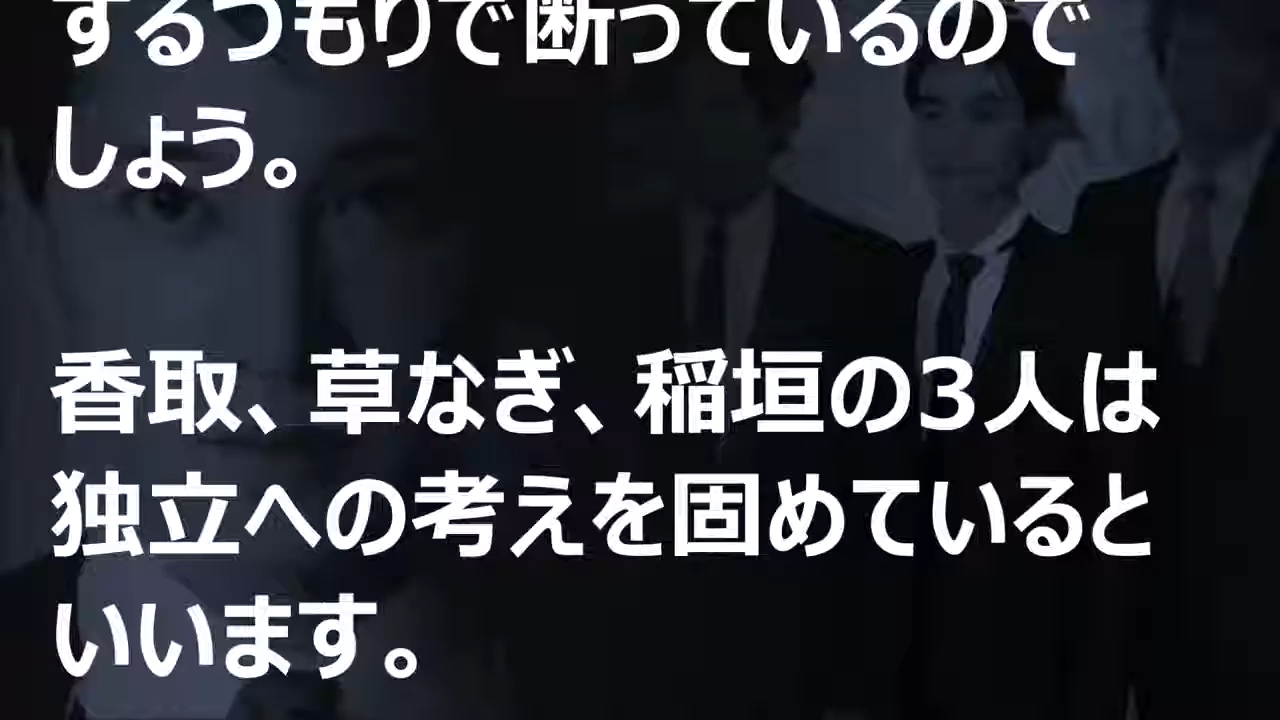 するつもりで断っているので
しょう。
香取、草なぎ、稲垣の3人は
独立への考えを固めていると
いいます。